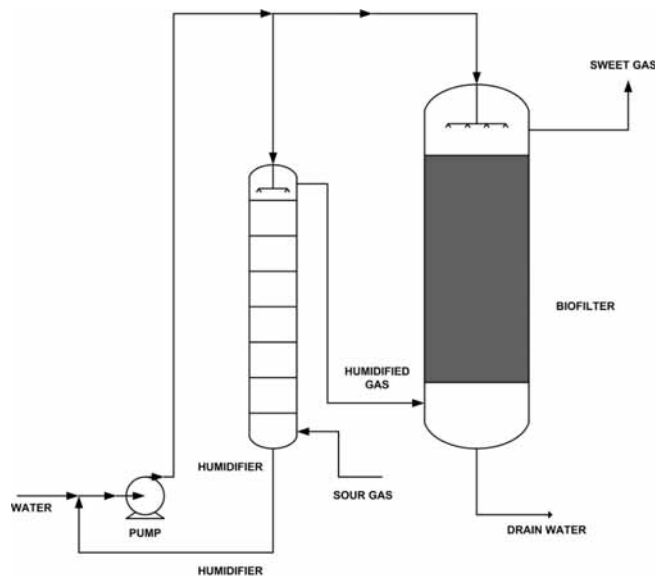 SWEET GAS
BIOFILTER
HUMIDIFIED
GAS
HUMIDIFIER
SOUR GAS
WATER
PUMP
DRAIN WATER
HUMIDIFIER